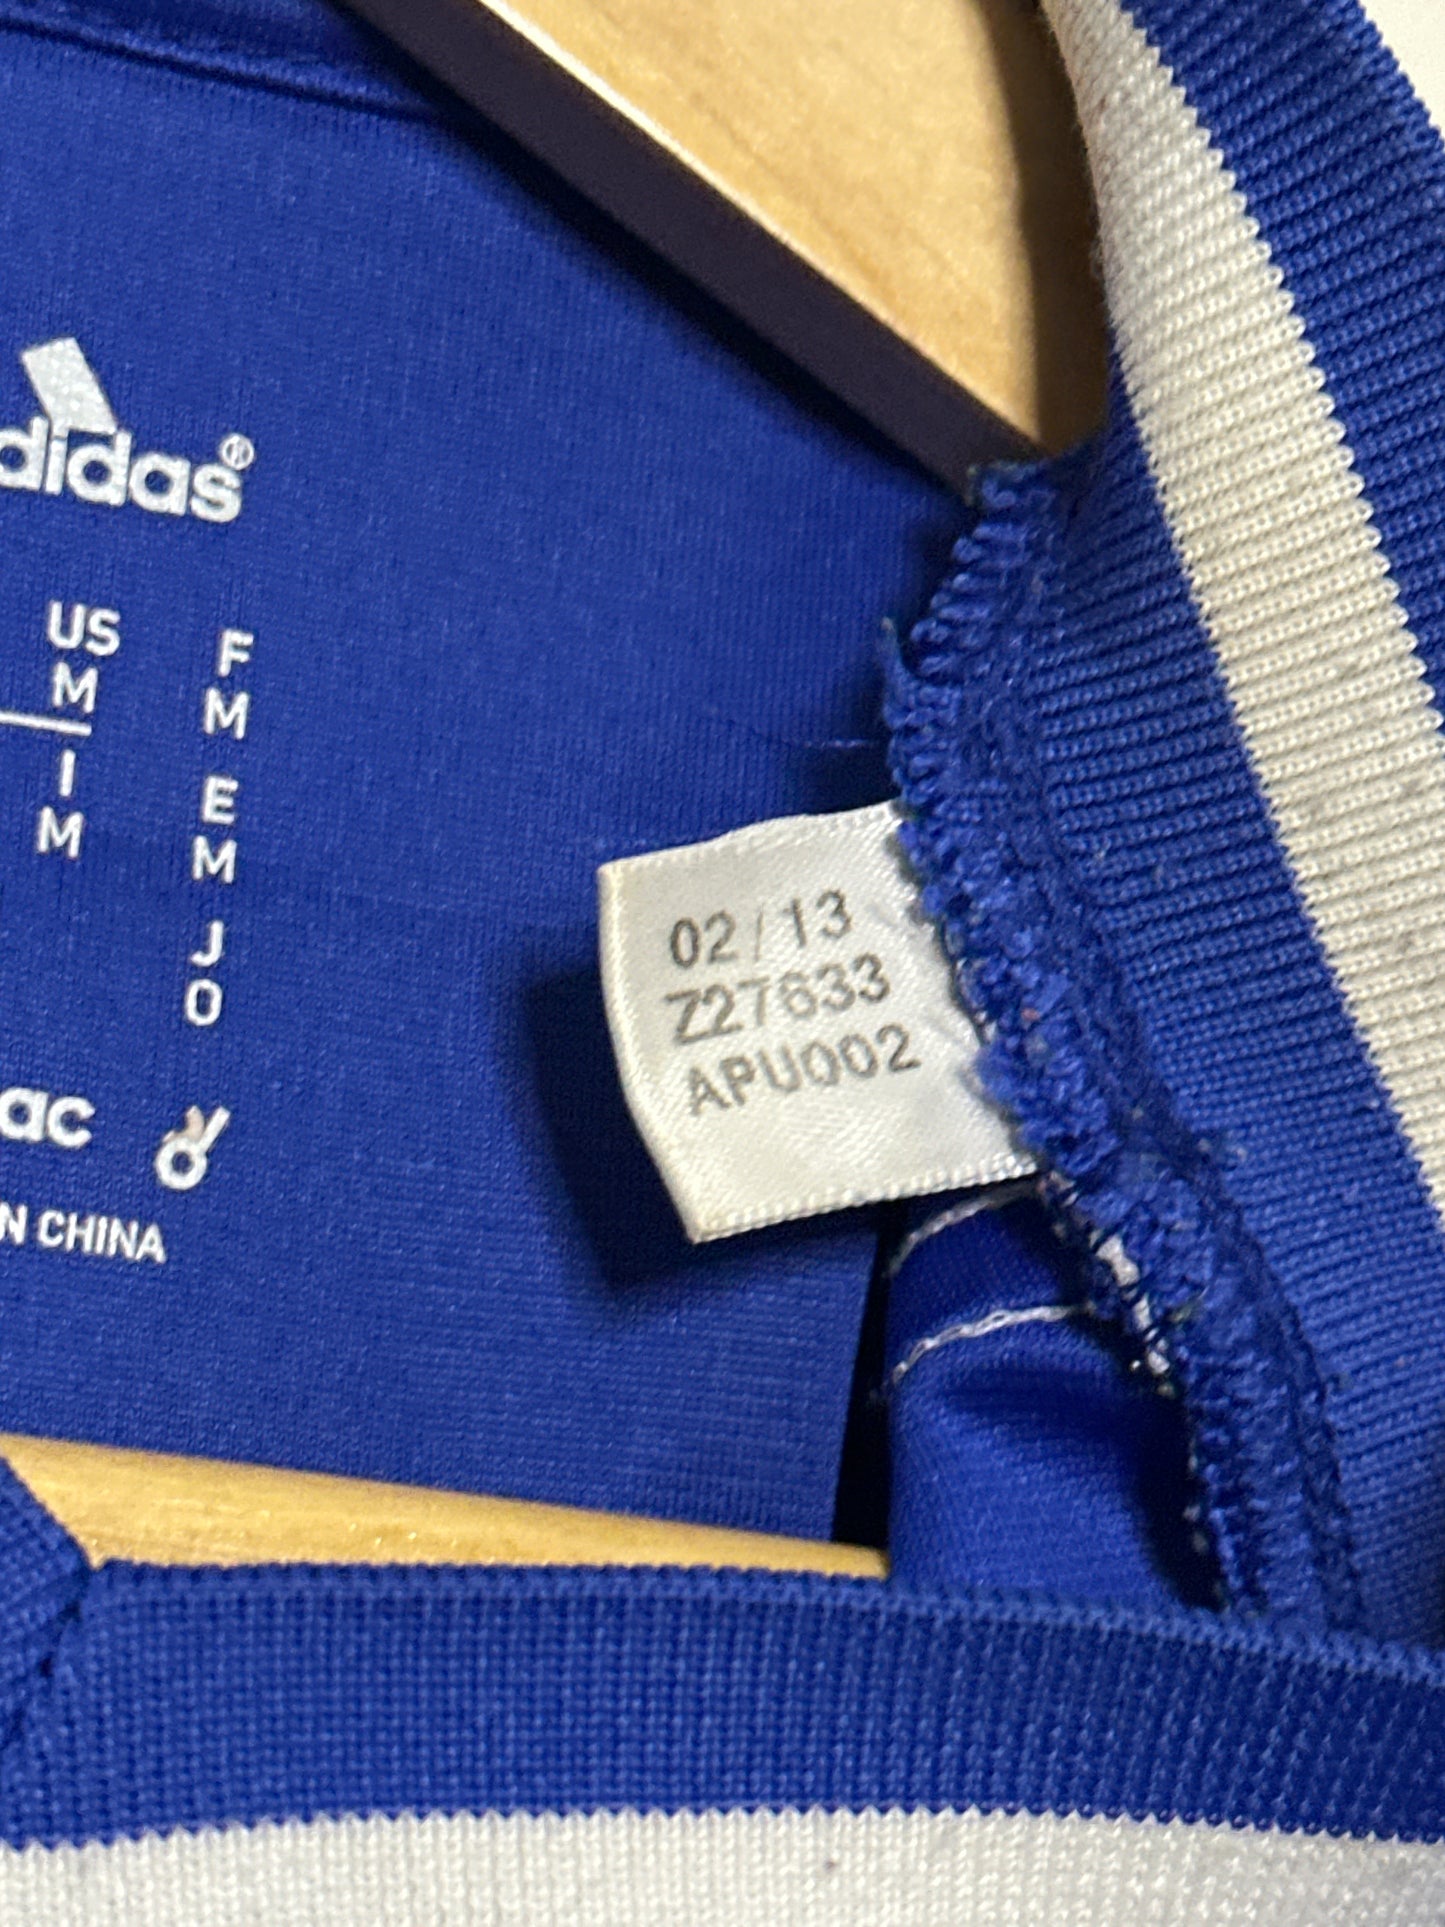 didas®
US F
M M
I E
M M
J
O
ac
N CHINA
02/13
Z27633
APU002